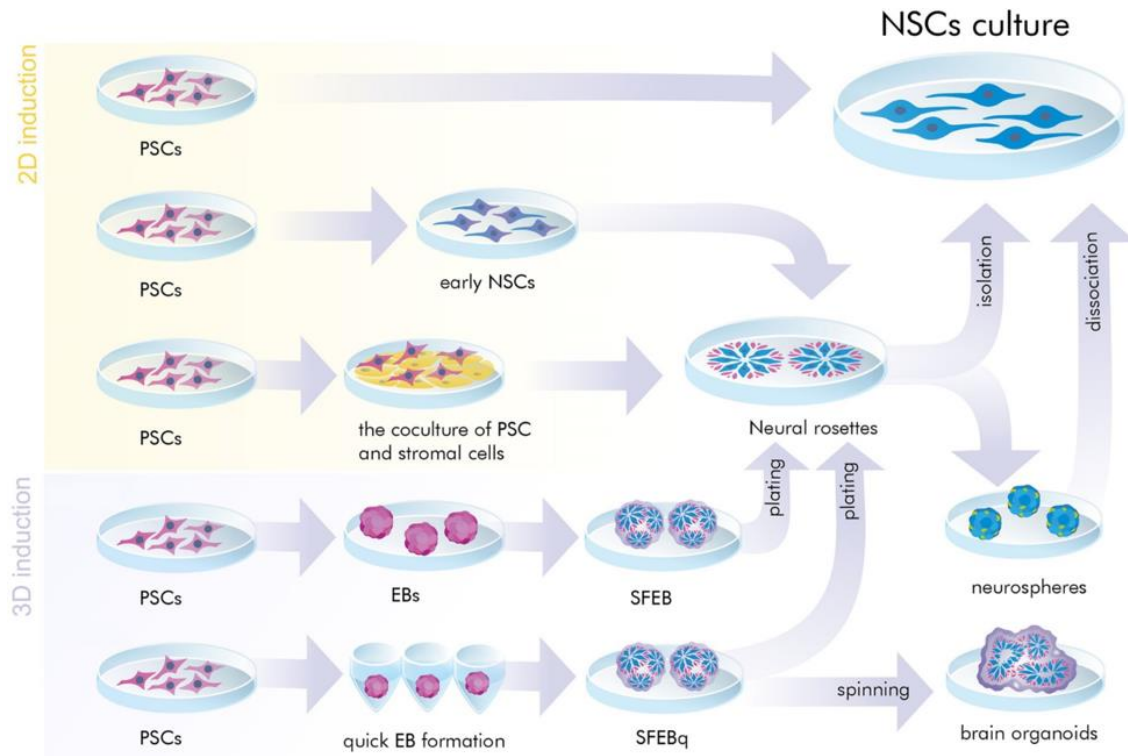 NSCs culture
2D induction
PSCs
PSCs
early NSCs
PSCs
the coculture of PSC
and stromal cells
Neural rosettes
isolation
dissociation
3D induction
plating
plating
PSCs
EBs
SFEB
neurospheres
PSCs
quick EB formation
SFEBq
spinning
brain organoids